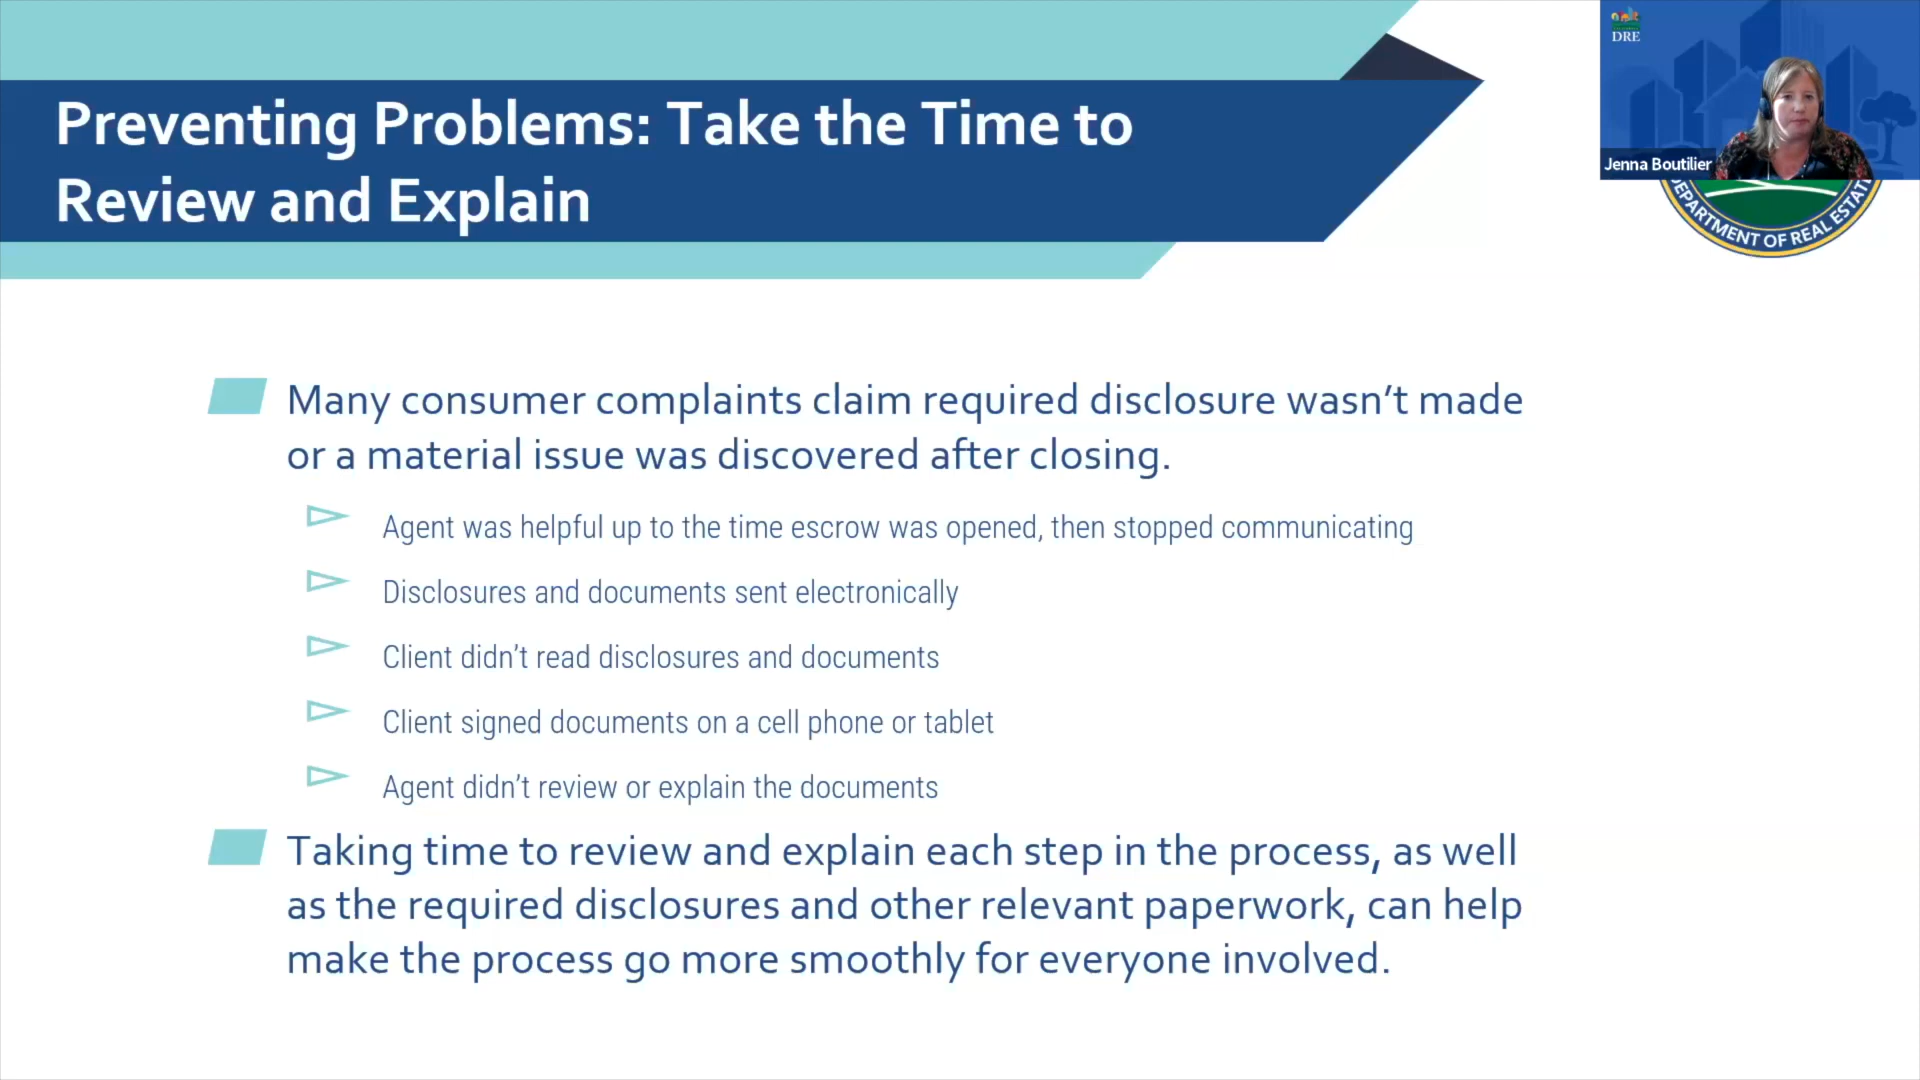 Preventing Problems: Take the Time to
Review and Explain
DRE
Jenna Boutilier
DEPARTMENT OF REAL ESTATE
Many consumer complaints claim required disclosure wasn’t made
or a material issue was discovered after closing.
Agent was helpful up to the time escrow was opened, then stopped communicating
Disclosures and documents sent electronically
Client didn’t read disclosures and documents
Client signed documents on a cell phone or tablet
Agent didn’t review or explain the documents
Taking time to review and explain each step in the process, as well
as the required disclosures and other relevant paperwork, can help
make the process go more smoothly for everyone involved.